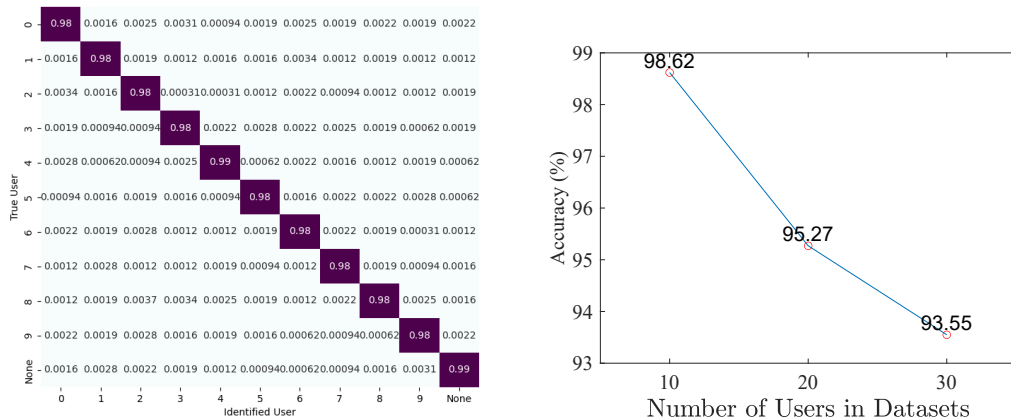 0 0.98 0.0016 0.0025 0.0031 0.00094 0.0019 0.0025 0.0019 0.0022 0.0019 0.0022
1 0.0016 0.98 0.0019 0.0012 0.0016 0.0016 0.0034 0.0012 0.0019 0.0012 0.0012
2 0.0034 0.0016 0.98 0.00031 0.00031 0.0012 0.0022 0.00094 0.0012 0.0012 0.0019
3 0.0019 0.00094 0.00094 0.98 0.0022 0.0028 0.0022 0.0025 0.0019 0.00062 0.0019
4 0.0028 0.00062 0.00094 0.0025 0.99 0.00062 0.0022 0.0016 0.0012 0.0019 0.00062
5 0.00094 0.0016 0.0019 0.0016 0.00094 0.98 0.0016 0.0022 0.0022 0.0028 0.00062
6 0.0022 0.0019 0.0028 0.0012 0.0012 0.0019 0.98 0.0022 0.0019 0.00031 0.0012
7 0.0012 0.0028 0.0012 0.0012 0.0019 0.00094 0.0012 0.98 0.0019 0.00094 0.0016
8 0.0012 0.0019 0.0037 0.0034 0.0025 0.0019 0.0012 0.0022 0.98 0.0025 0.0016
9 0.0022 0.0019 0.0028 0.0016 0.0019 0.0016 0.00062 0.00094 0.00062 0.98 0.0022
None 0.0016 0.0028 0.0022 0.0019 0.0012 0.00094 0.00062 0.00094 0.0016 0.0031 0.99
0 1 2 3 4 5 6 7 8 9 None
True User
Identified User
99
98
97
96
95
94
93
Accuracy (%)
98.62
95.27
93.55
10 20 30
Number of Users in Datasets